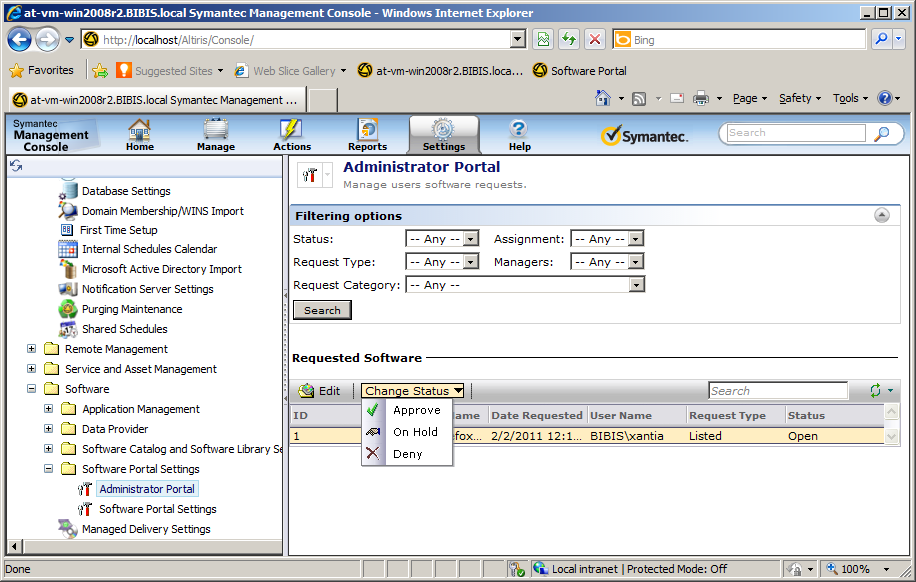 at-vm-win2008r2.BIBIS.local Symantec Management Console - Windows Internet Explorer
http://localhost/Altiris/Console/
Bing
Favorites
Suggested Sites
Web Slice Gallery
at-vm-win2008r2.BIBIS.loca...
Software Portal
at-vm-win2008r2.BIBIS.local Symantec Management ...
Page
Safety
Tools
Symantec
Management
Console
Home
Manage
Actions
Reports
Settings
Help
Symantec.
Search
Database Settings
Domain Membership/WINS Import
First Time Setup
Internal Schedules Calendar
Microsoft Active Directory Import
Notification Server Settings
Purging Maintenance
Shared Schedules
Remote Management
Service and Asset Management
Software
Application Management
Data Provider
Software Catalog and Software Library Se
Software Portal Settings
Administrator Portal
Software Portal Settings
Managed Delivery Settings
Administrator Portal
Manage users software requests.
Filtering options
Status: -- Any -- Assignment: -- Any --
Request Type: -- Any -- Managers: -- Any --
Request Category: -- Any --
Search
Requested Software
Edit Change Status Search
Approve
On Hold
Deny
ID ame Date Requested User Name Request Type Status
1 efox... 2/2/2011 12:1... BIBIS\xantia Listed Open
Done
Local intranet | Protected Mode: Off
100%